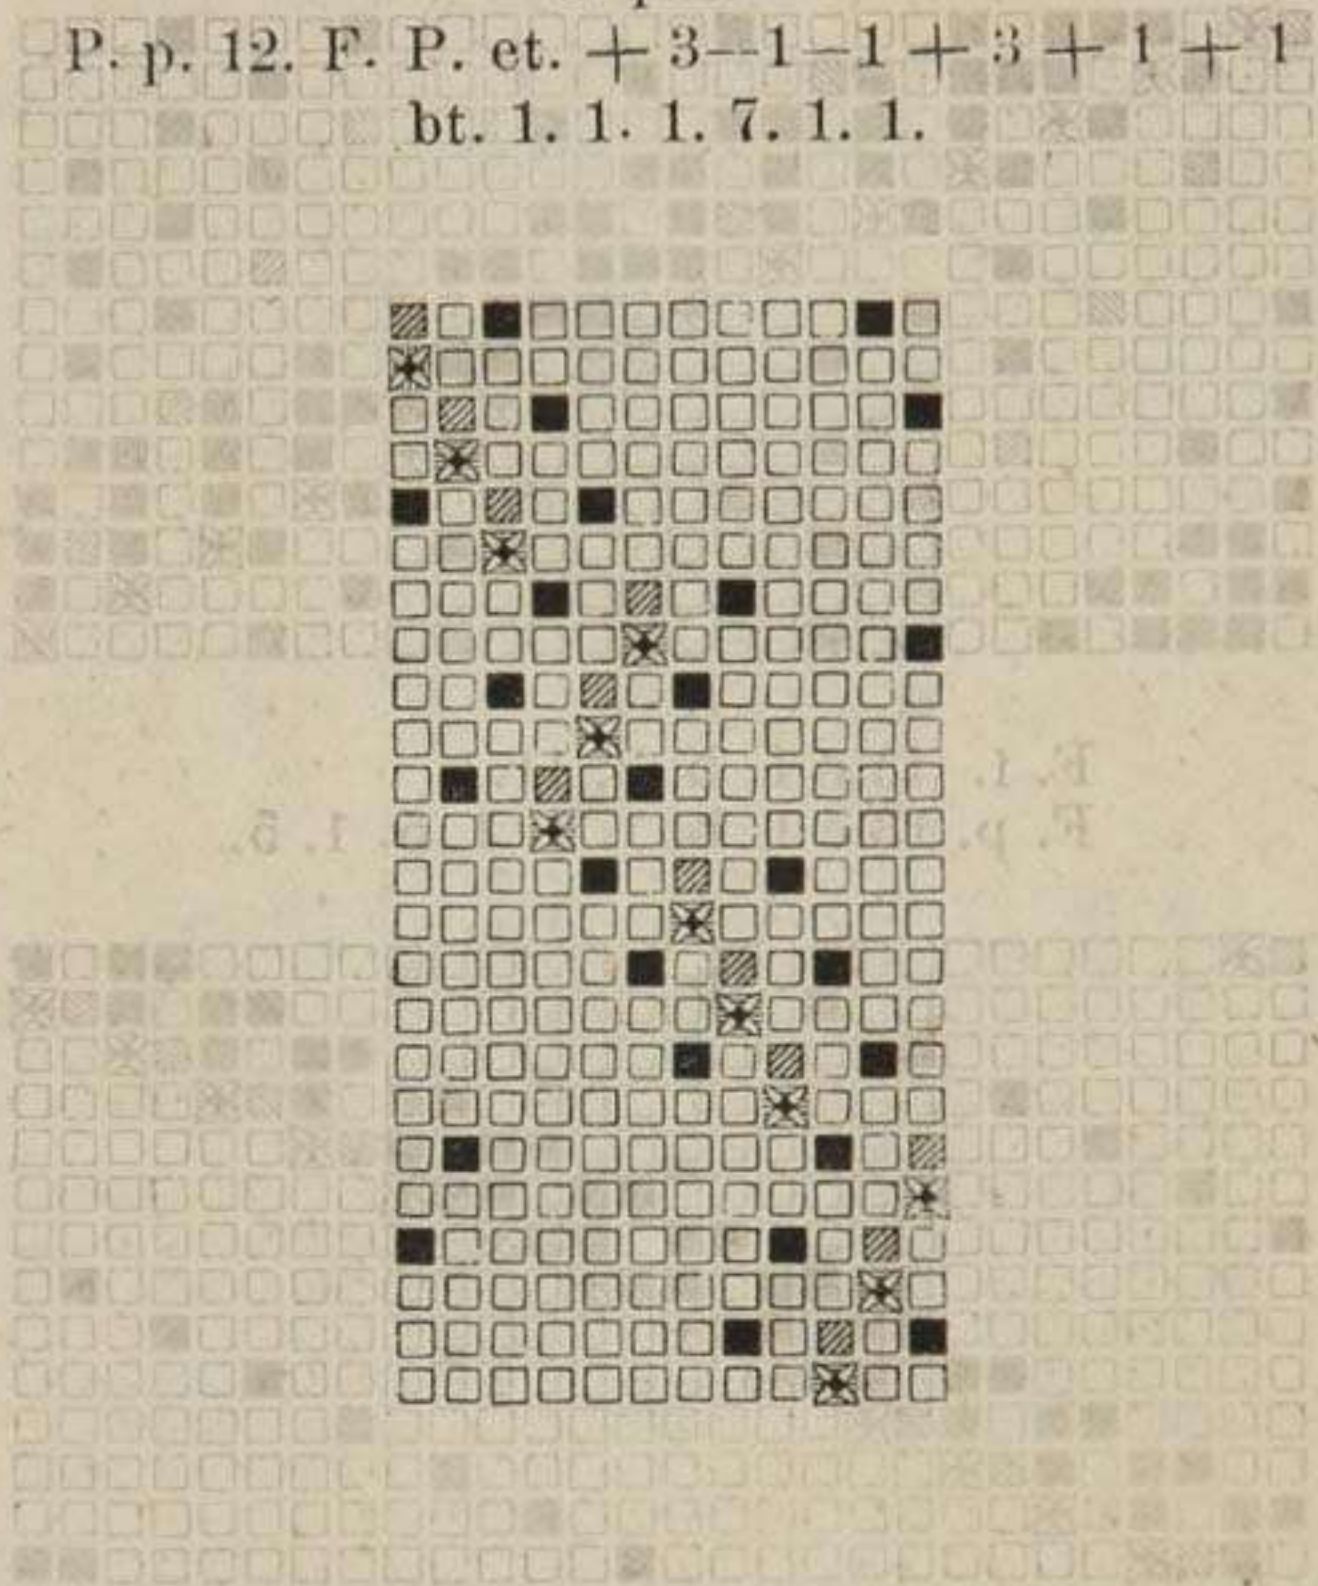 P. p. 12. F. P. et. + 3—1—1 + 3 + 1 + 1
bt. 1. 1. 1. 7. 1. 1.